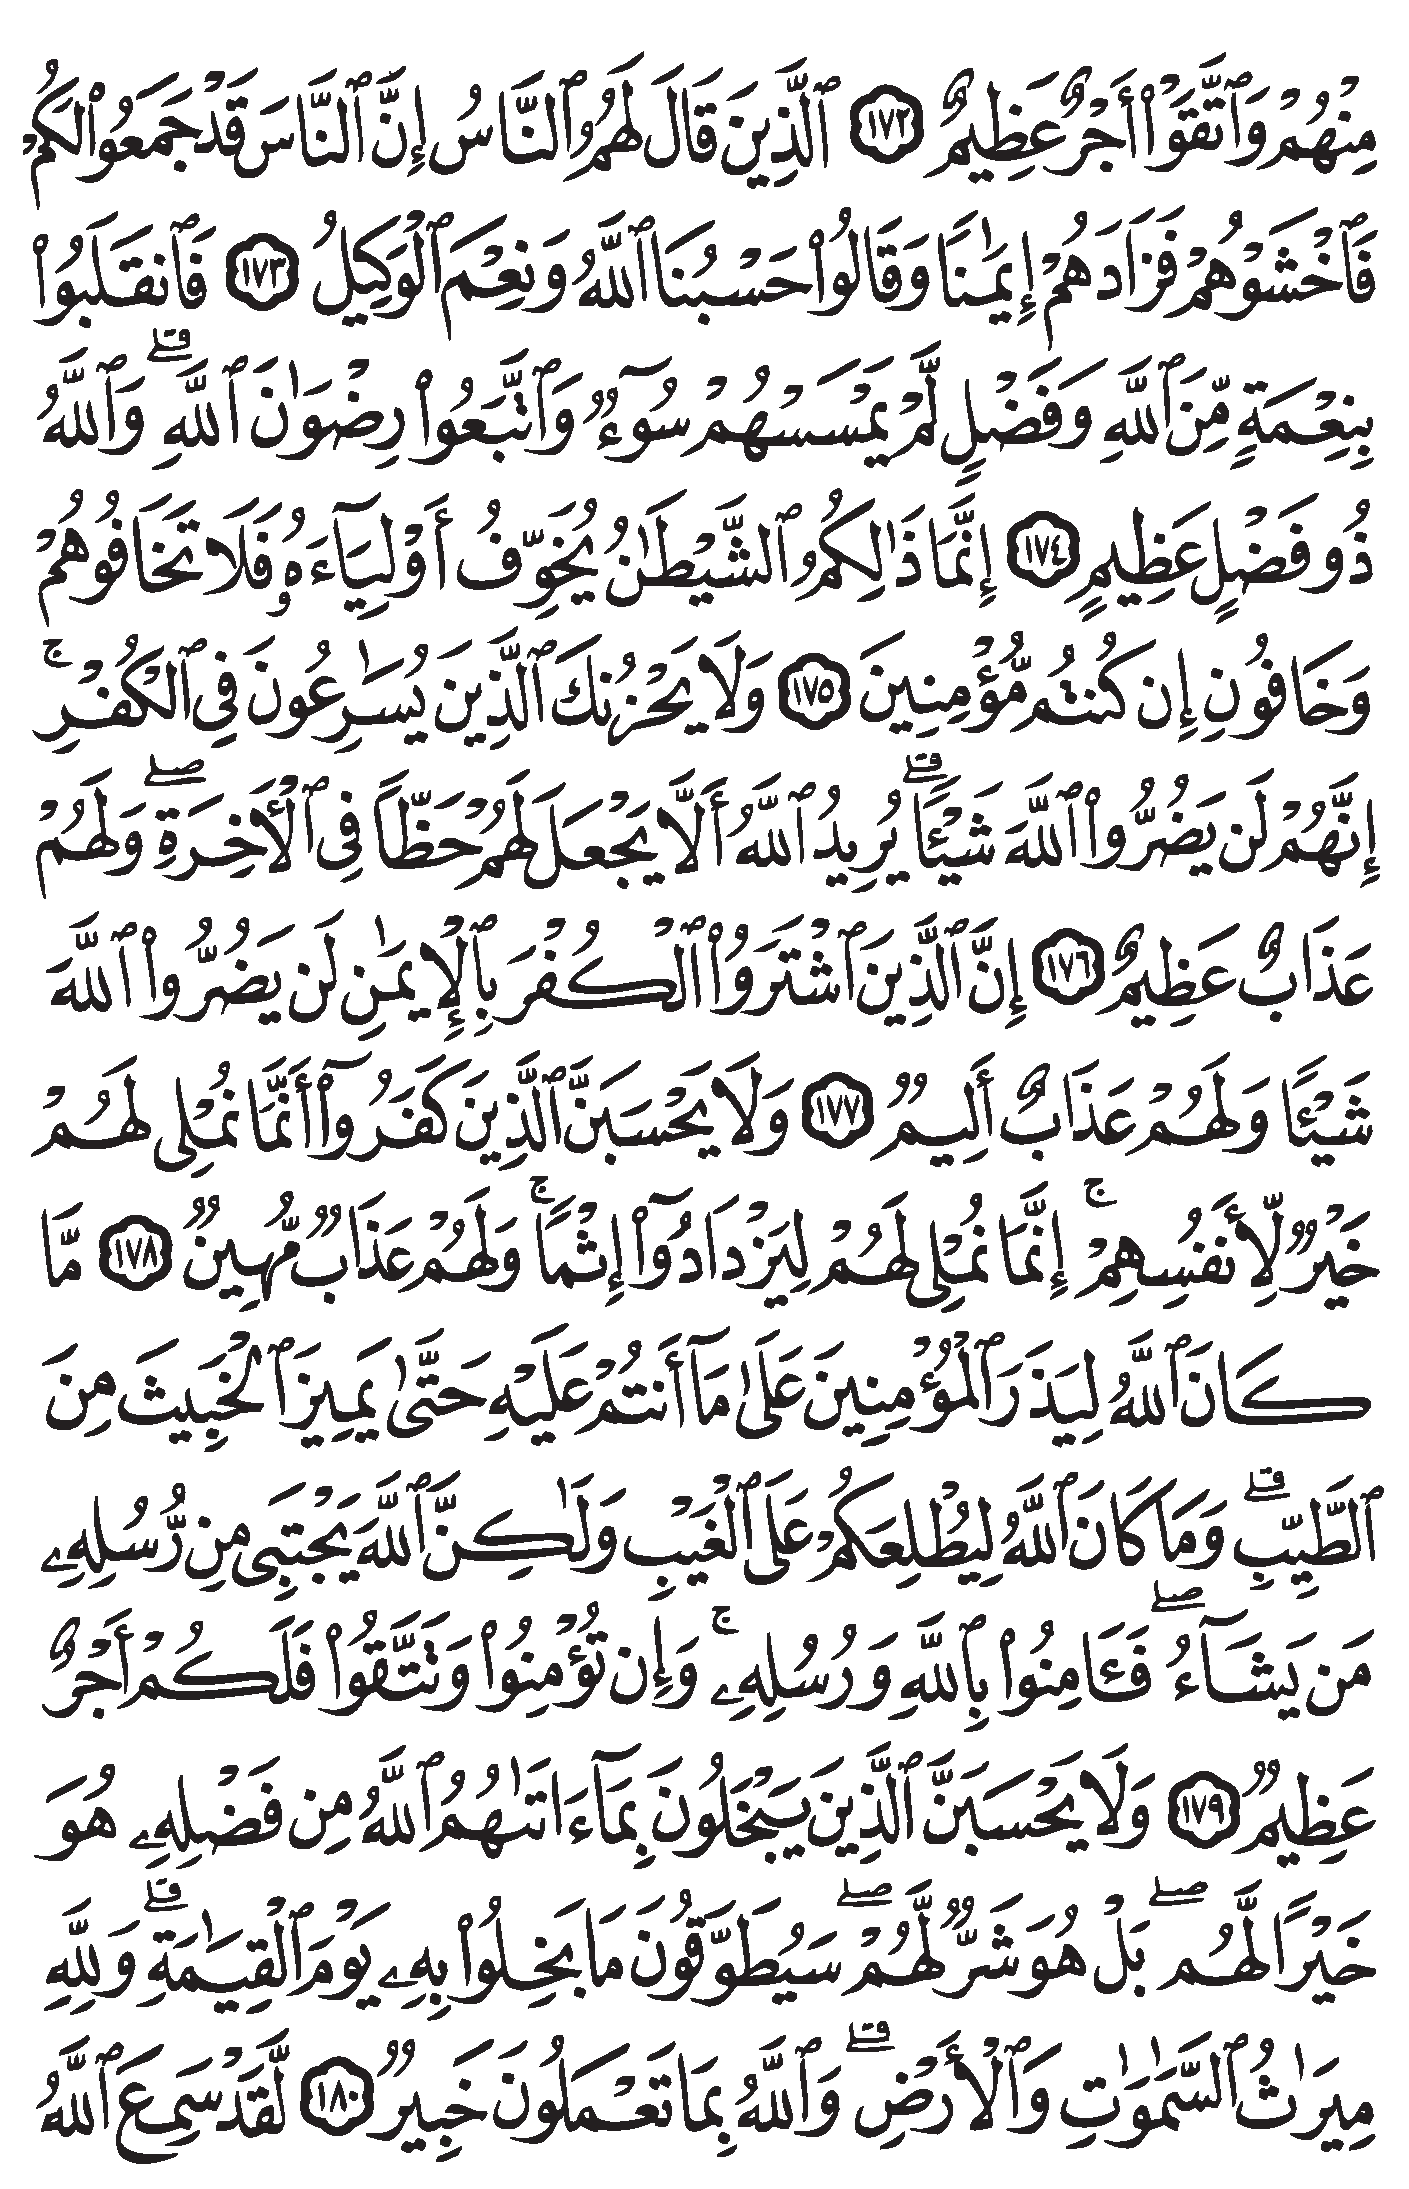 مِنْهُمْ وَٱتَّقَوْا۟ أَجْرٌ عَظِيمٌ ١٧٢ ٱلَّذِينَ قَالَ لَهُمُ ٱلنَّاسُ إِنَّ ٱلنَّاسَ قَدْ جَمَعُوا۟ لَكُمْ
فَٱخْشَوْهُمْ فَزَادَهُمْ إِيمَـٰنًا وَقَالُوا۟ حَسْبُنَا ٱللَّهُ وَنِعْمَ ٱلْوَكِيلُ ١٧٣ فَٱنقَلَبُوا۟
بِنِعْمَةٍ مِّنَ ٱللَّهِ وَفَضْلٍ لَّمْ يَمْسَسْهُمْ سُوٓءٌ وَٱتَّبَعُوا۟ رِضْوَٰنَ ٱللَّهِ ۗ وَٱللَّهُ
ذُو فَضْلٍ عَظِيمٍ ١٧٤ إِنَّمَا ذَٰلِكُمُ ٱلشَّيْطَـٰنُ يُخَوِّفُ أَوْلِيَآءَهُۥ فَلَا تَخَافُوهُمْ
وَخَافُونِ إِن كُنتُم مُّؤْمِنِينَ ١٧٥ وَلَا يَحْزُنكَ ٱلَّذِينَ يُسَـٰرِعُونَ فِى ٱلْكُفْرِ ۚ
إِنَّهُمْ لَن يَضُرُّوا۟ ٱللَّهَ شَيْـًٔا ۗ يُرِيدُ ٱللَّهُ أَلَّا يَجْعَلَ لَهُمْ حَظًّا فِى ٱلْـَٔاخِرَةِ ۖ وَلَهُمْ
عَذَابٌ عَظِيمٌ ١٧٦ إِنَّ ٱلَّذِينَ ٱشْتَرَوُا۟ ٱلْكُفْرَ بِٱلْإِيمَـٰنِ لَن يَضُرُّوا۟ ٱللَّهَ
شَيْـًٔا وَلَهُمْ عَذَابٌ أَلِيمٌ ١٧٧ وَلَا يَحْسَبَنَّ ٱلَّذِينَ كَفَرُوٓا۟ أَنَّمَا نُمْلِى لَهُمْ
خَيْرٌ لِّأَنفُسِهِمْ ۚ إِنَّمَا نُمْلِى لَهُمْ لِيَزْدَادُوٓا۟ إِثْمًا ۚ وَلَهُمْ عَذَابٌ مُّهِينٌ ١٧٨ مَّا
كَانَ ٱللَّهُ لِيَذَرَ ٱلْمُؤْمِنِينَ عَلَىٰ مَآ أَنتُمْ عَلَيْهِ حَتَّىٰ يَمِيزَ ٱلْخَبِيثَ مِنَ
ٱلطَّيِّبِ ۗ وَمَا كَانَ ٱللَّهُ لِيُطْلِعَكُمْ عَلَى ٱلْغَيْبِ وَلَـٰكِنَّ ٱللَّهَ يَجْتَبِى مِن رُّسُلِهِۦ
مَن يَشَآءُ ۖ فَـَٔامِنُوا۟ بِٱللَّهِ وَرُسُلِهِۦ ۚ وَإِن تُؤْمِنُوا۟ وَتَتَّقُوا۟ فَلَكُمْ أَجْرٌ
عَظِيمٌ ١٧٩ وَلَا يَحْسَبَنَّ ٱلَّذِينَ يَبْخَلُونَ بِمَآ ءَاتَىٰهُمُ ٱللَّهُ مِن فَضْلِهِۦ هُوَ
خَيْرًا لَّهُم ۖ بَلْ هُوَ شَرٌّ لَّهُمْ ۖ سَيُطَوَّقُونَ مَا بَخِلُوا۟ بِهِۦ يَوْمَ ٱلْقِيَـٰمَةِ ۗ وَلِلَّهِ
مِيرَٰثُ ٱلسَّمَـٰوَٰتِ وَٱلْأَرْضِ ۗ وَٱللَّهُ بِمَا تَعْمَلُونَ خَبِيرٌ ١٨٠ لَّقَدْ سَمِعَ ٱللَّهُ